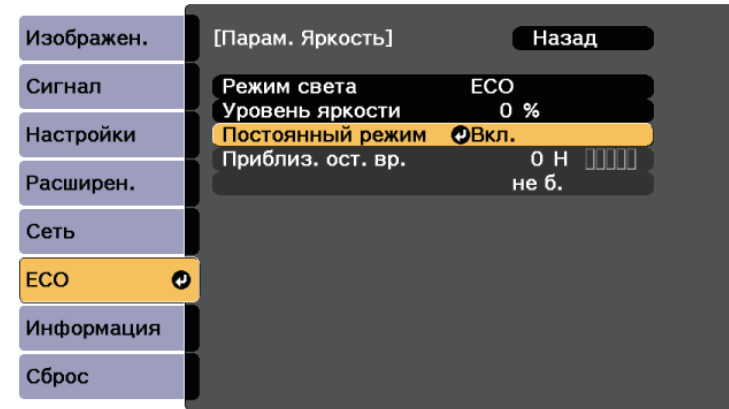 Изображен.
Сигнал
Настройки
Расширен.
Сеть
ECO
Информация
Сброс
[Парам. Яркость] Назад
Режим света ECO
Уровень яркости 0 %
Постоянный режим Вкл.
Приблиз. ост. вр. 0 H
не б.